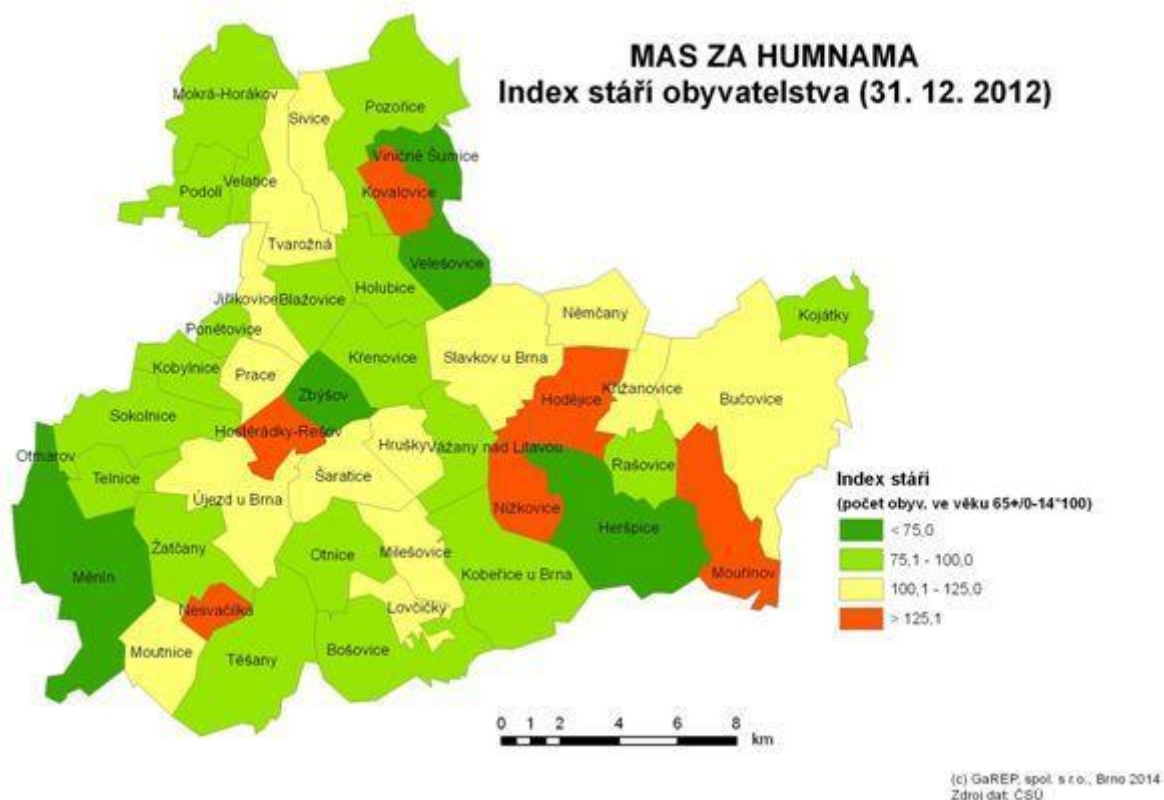 MAS ZA HUMNAMA
Index stáří obyvatelstva (31. 12. 2012)
Mokrá-Horákov
Sivice
Pozořice
Viničné Šumice
Podolí
Velatice
Kovalovice
Tvarožná
Velešovice
Holubice
Jiříkovice
Blažovice
Ponětovice
Němčany
Kojátky
Kobylnice
Prace
Křenovice
Slavkov u Brna
Zbýšov
Hodějice
Křižanovice
Bučovice
Sokolnice
Hostěrádky-Rešov
Hrušky
Vážany nad Litavou
Otmarov
Telnice
Šaratice
Rašovice
Újezd u Brna
Nížkovice
Heršpice
Žatčany
Otnice
Milešovice
Měnín
Kobeřice u Brna
Mouřínov
Nesvačilka
Lovčičky
Moutnice
Těšany
Bošovice
Index stáří
(počet obyv. ve věku 65+/0-14*100)
< 75,0
75,1 - 100,0
100,1 - 125,0
> 125,1
0 1 2 4 6 8
km
(c) GaREP, spol. s r.o., Brno 2014
Zdroj dat: ČSÚ